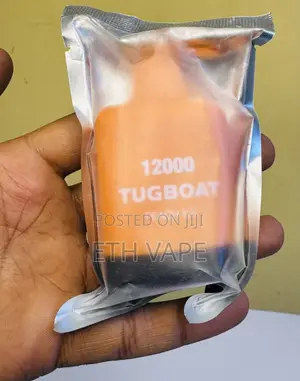 12000
TUGBOAT
POSTED ON JIJI
ETH VAPE